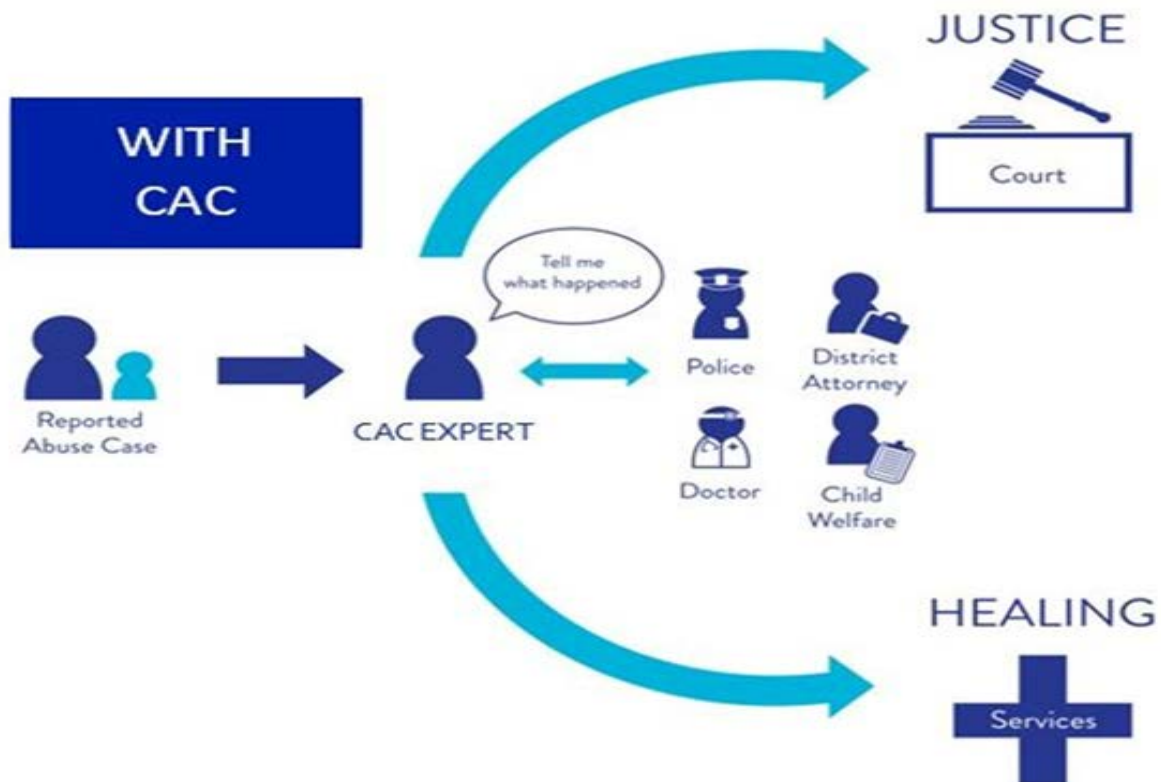 JUSTICE
WITH
CAC
Court
Tell me
what happened
Police
District
Attorney
Reported
Abuse Case
CAC EXPERT
Doctor
Child
Welfare
HEALING
Services